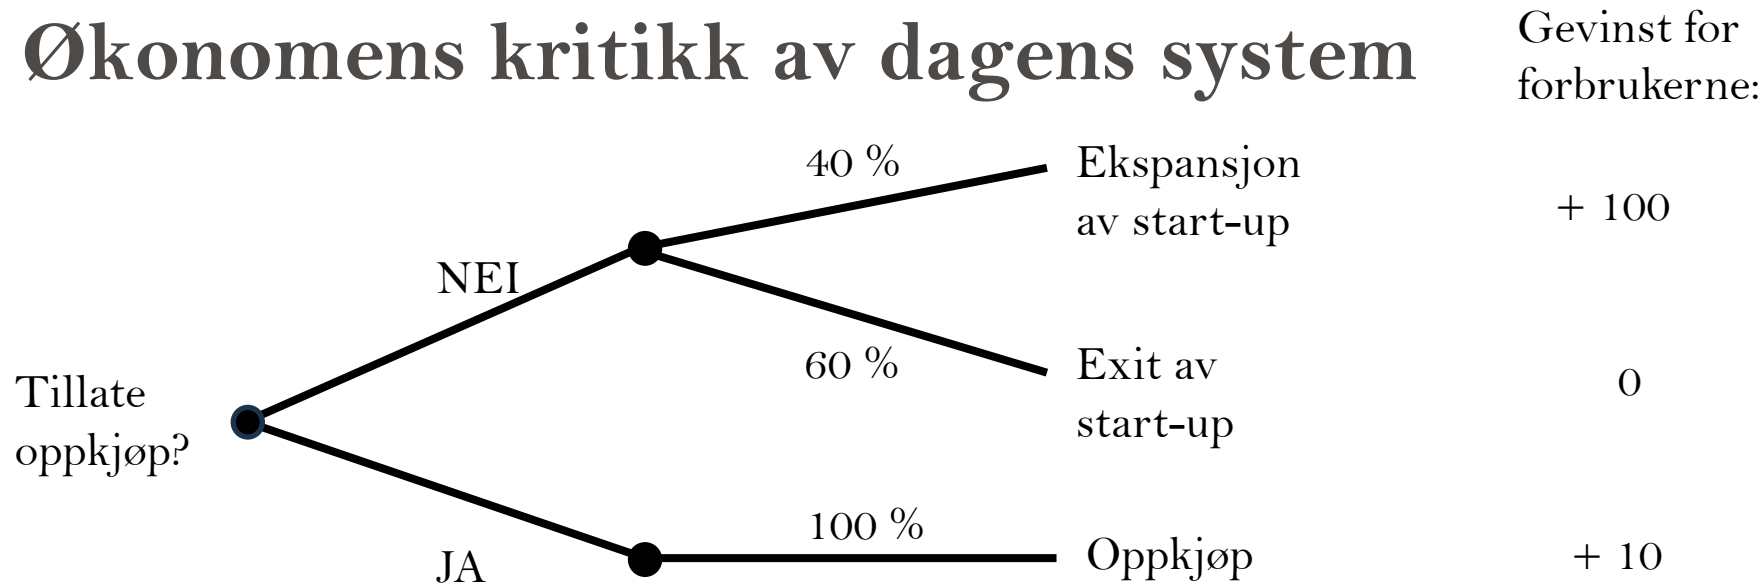 Økonomens kritikk av dagens system
Gevinst for
forbrukerne:
40 %
Ekspansjon
av start-up
+ 100
NEI
60 %
Exit av
start-up
0
Tillate
oppkjøp?
100 %
JA
Oppkjøp
+ 10